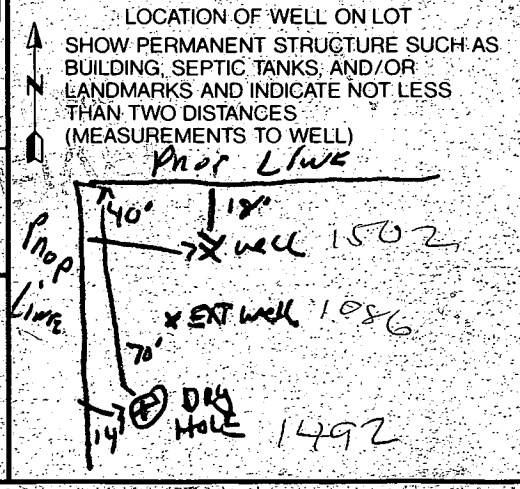 LOCATION OF WELL ON LOT
SHOW PERMANENT STRUCTURE SUCH AS
BUILDING, SEPTIC TANKS, AND/OR
N LANDMARKS AND INDICATE NOT LESS
THAN TWO DISTANCES
(MEASUREMENTS TO WELL)
Prop Line
40' 18'
Prop X well 1502
Line
X EXT well 1086
70'
DRY
14' HOLE 1492